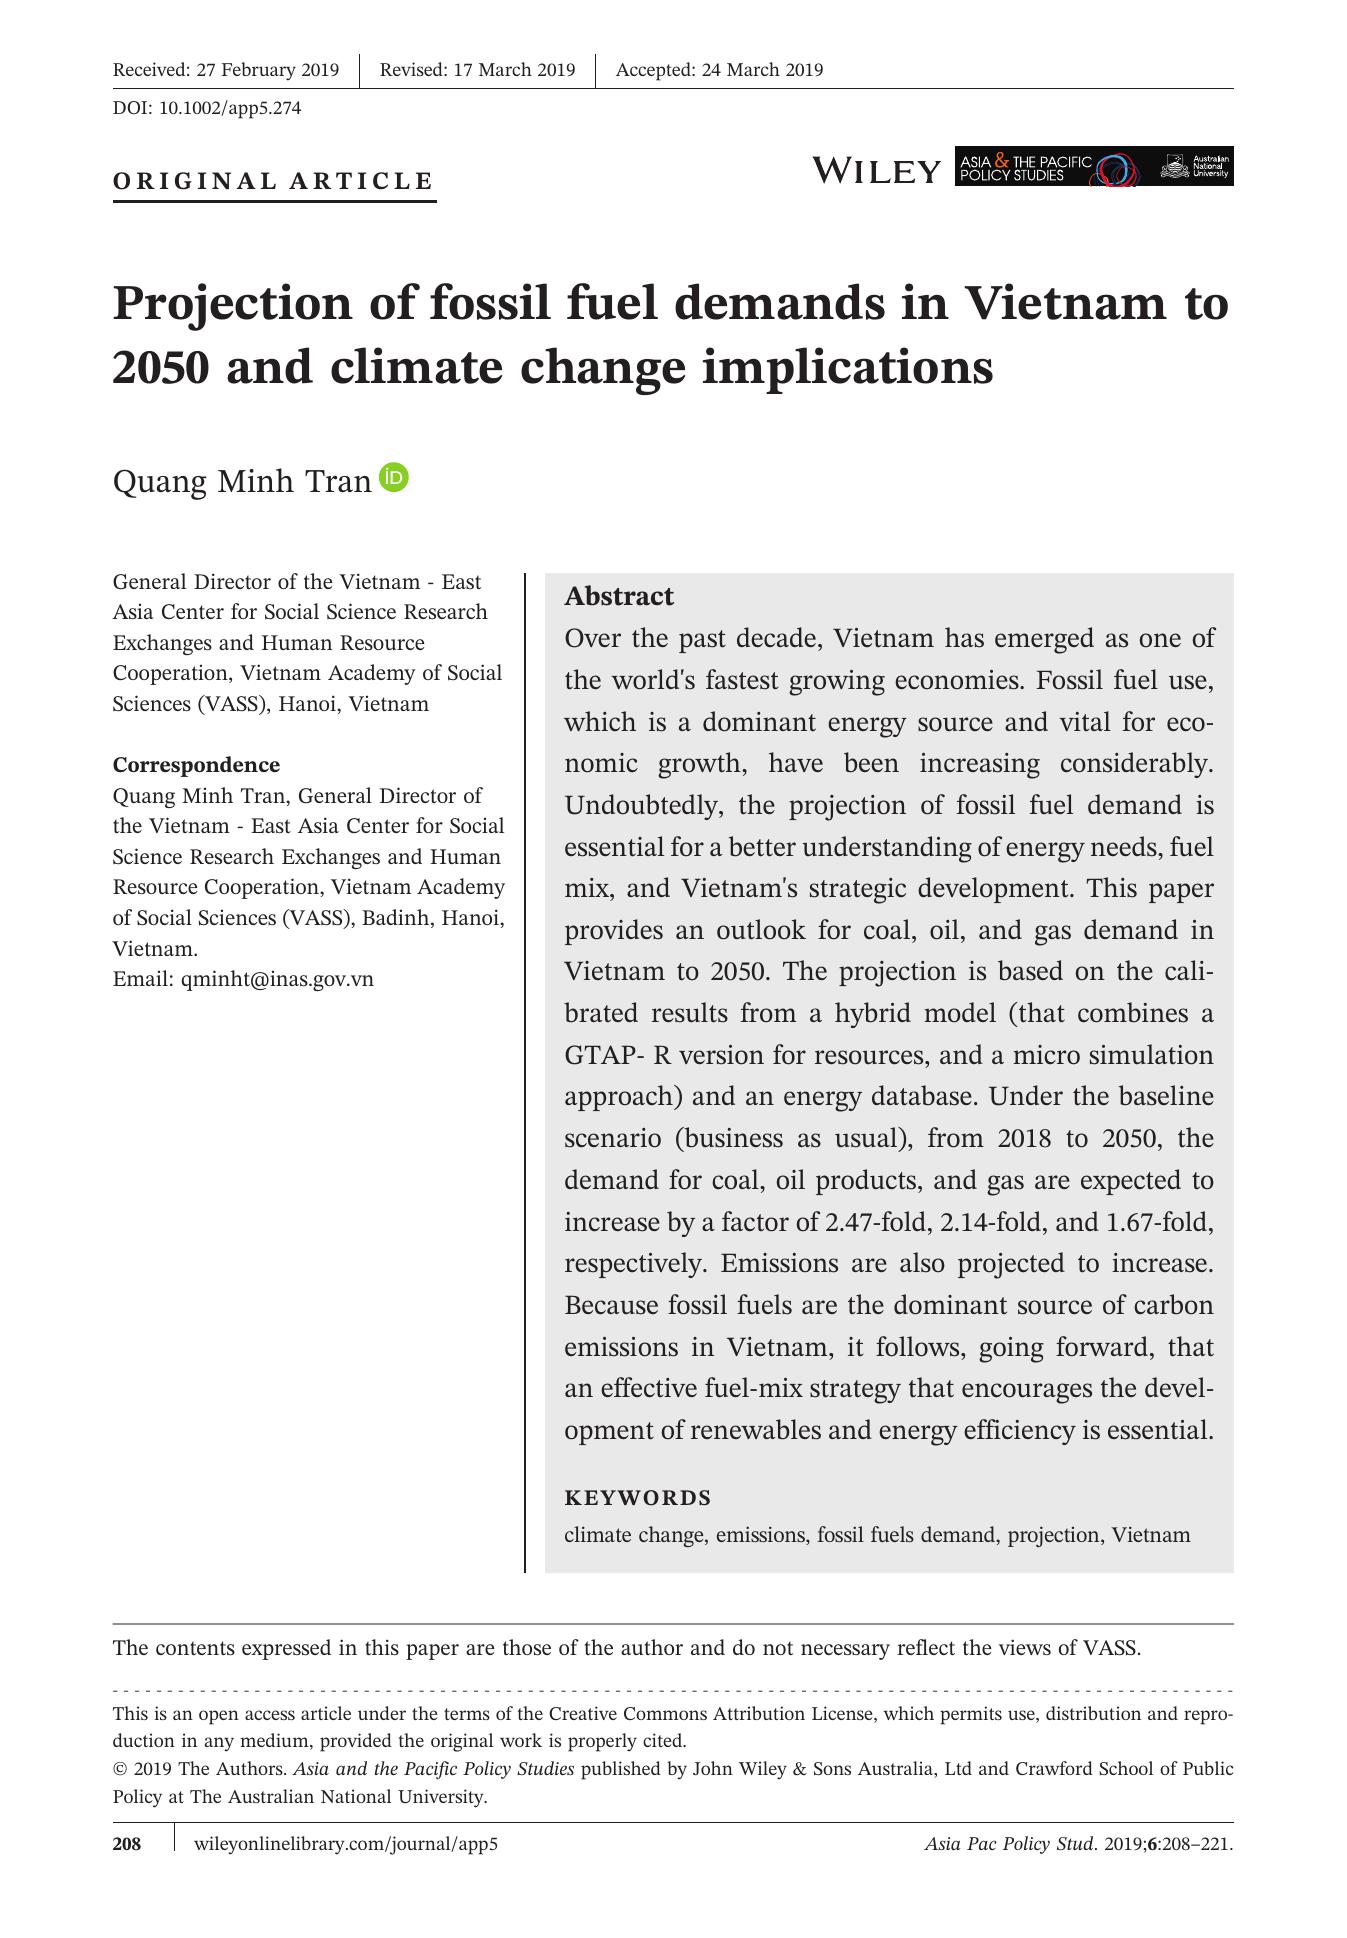 Received: 27 February 2019 Revised: 17 March 2019 Accepted: 24 March 2019
DOI: 10.1002/app5.274
ORIGINAL ARTICLE
WILEY
ASIA & THE PACIFIC
POLICY STUDIES
Australian
National
University
Projection of fossil fuel demands in Vietnam to
2050 and climate change implications
Quang Minh Tran iD
General Director of the Vietnam - East
Asia Center for Social Science Research
Exchanges and Human Resource
Cooperation, Vietnam Academy of Social
Sciences (VASS), Hanoi, Vietnam
Correspondence
Quang Minh Tran, General Director of
the Vietnam - East Asia Center for Social
Science Research Exchanges and Human
Resource Cooperation, Vietnam Academy
of Social Sciences (VASS), Badinh, Hanoi,
Vietnam.
Email: qminht@inas.gov.vn
Abstract
Over the past decade, Vietnam has emerged as one of
the world's fastest growing economies. Fossil fuel use,
which is a dominant energy source and vital for eco-
nomic growth, have been increasing considerably.
Undoubtedly, the projection of fossil fuel demand is
essential for a better understanding of energy needs, fuel
mix, and Vietnam's strategic development. This paper
provides an outlook for coal, oil, and gas demand in
Vietnam to 2050. The projection is based on the cali-
brated results from a hybrid model (that combines a
GTAP- R version for resources, and a micro simulation
approach) and an energy database. Under the baseline
scenario (business as usual), from 2018 to 2050, the
demand for coal, oil products, and gas are expected to
increase by a factor of 2.47-fold, 2.14-fold, and 1.67-fold,
respectively. Emissions are also projected to increase.
Because fossil fuels are the dominant source of carbon
emissions in Vietnam, it follows, going forward, that
an effective fuel-mix strategy that encourages the devel-
opment of renewables and energy efficiency is essential.
KEYWORDS
climate change, emissions, fossil fuels demand, projection, Vietnam
The contents expressed in this paper are those of the author and do not necessary reflect the views of VASS.
This is an open access article under the terms of the Creative Commons Attribution License, which permits use, distribution and repro-
duction in any medium, provided the original work is properly cited.
© 2019 The Authors. Asia and the Pacific Policy Studies published by John Wiley & Sons Australia, Ltd and Crawford School of Public
Policy at The Australian National University.
208 wileyonlinelibrary.com/journal/app5 Asia Pac Policy Stud. 2019;6:208–221.